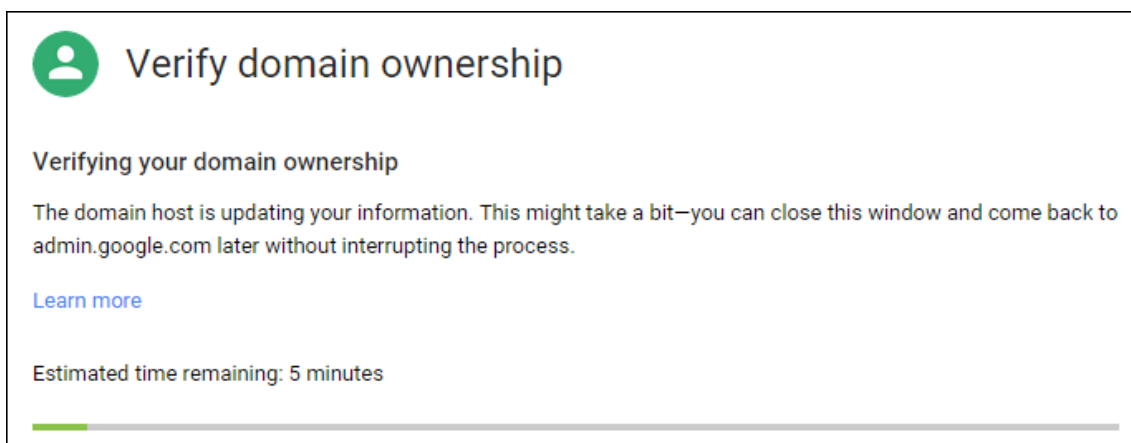 Verify domain ownership
Verifying your domain ownership
The domain host is updating your information. This might take a bit—you can close this window and come back to
admin.google.com later without interrupting the process.
Learn more
Estimated time remaining: 5 minutes